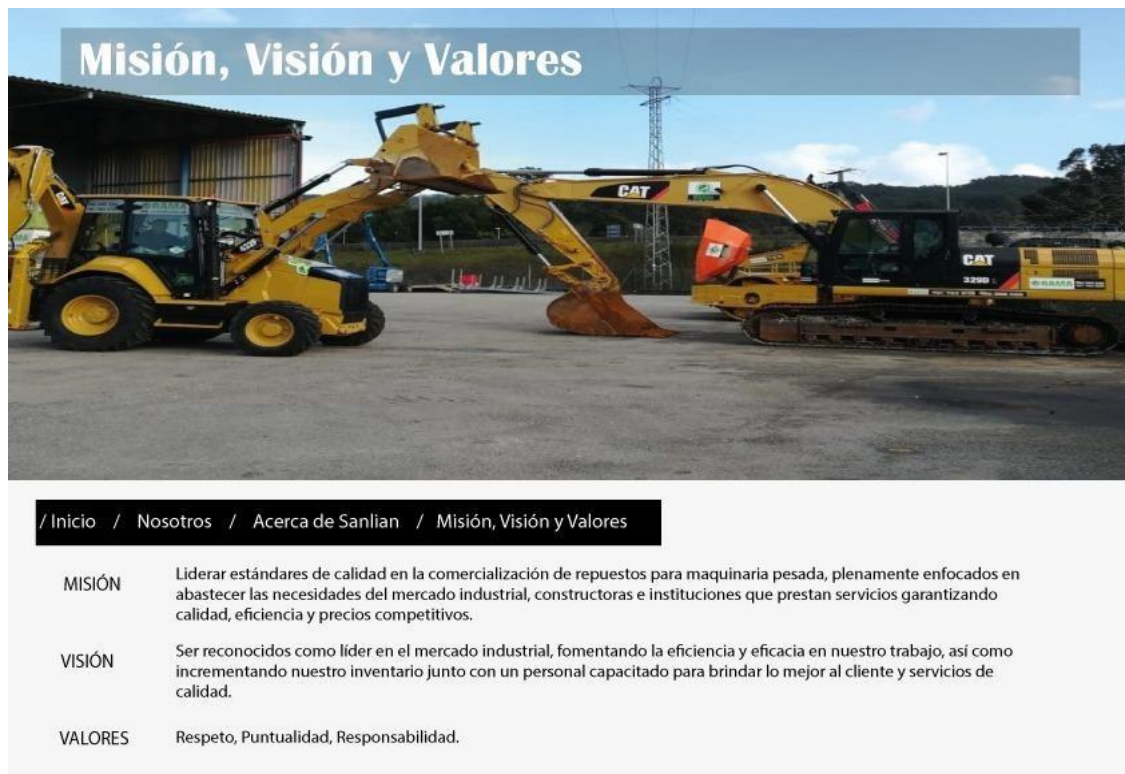 Misión, Visión y Valores
CAT
CAT
329D
432F
GAMA
GAMA
/ Inicio / Nosotros / Acerca de Sanlian / Misión, Visión y Valores
MISIÓN
Liderar estándares de calidad en la comercialización de repuestos para maquinaria pesada, plenamente enfocados en
abastecer las necesidades del mercado industrial, constructoras e instituciones que prestan servicios garantizando
calidad, eficiencia y precios competitivos.
VISIÓN
Ser reconocidos como líder en el mercado industrial, fomentando la eficiencia y eficacia en nuestro trabajo, así como
incrementando nuestro inventario junto con un personal capacitado para brindar lo mejor al cliente y servicios de
calidad.
VALORES
Respeto, Puntualidad, Responsabilidad.